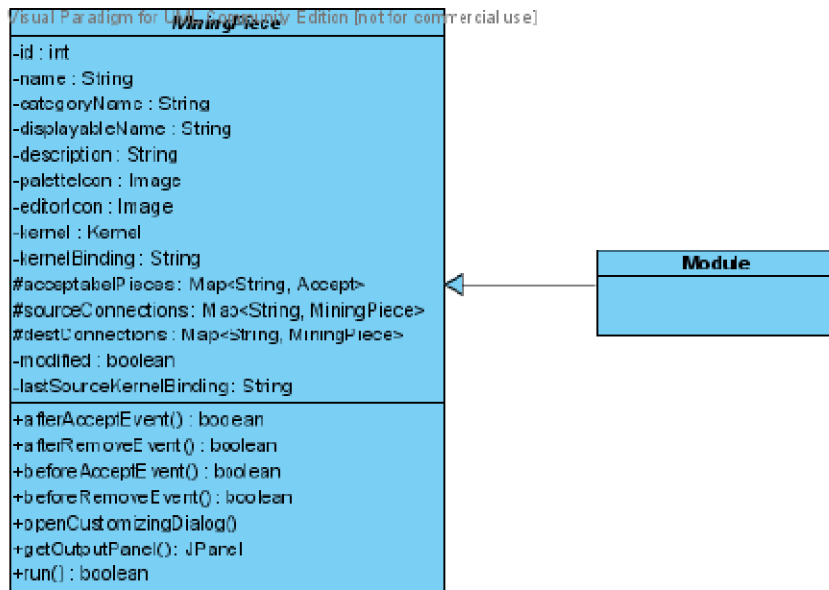 Visual Paradigm for UML Community Edition [not for commercial use]
MiningPiece
-id : int
-name : String
-categoryName : String
-displayableName : String
-description : String
-paletteIcon : Image
-editorIcon : Image
-kernel : Kernel
-kernelBinding : String
#acceptabelPieces : Map<String, Accept>
#sourceConnections : Map<String, MiningPiece>
#destConnections : Map<String, MiningPiece>
-modified : boolean
-lastSourceKernelBinding : String
+afterAcceptEvent() : boolean
+afterRemoveEvent() : boolean
+beforeAcceptEvent() : boolean
+beforeRemoveEvent() : boolean
+openCustomizingDialog()
+getOutputPanel() : JPanel
+run() : boolean
Module